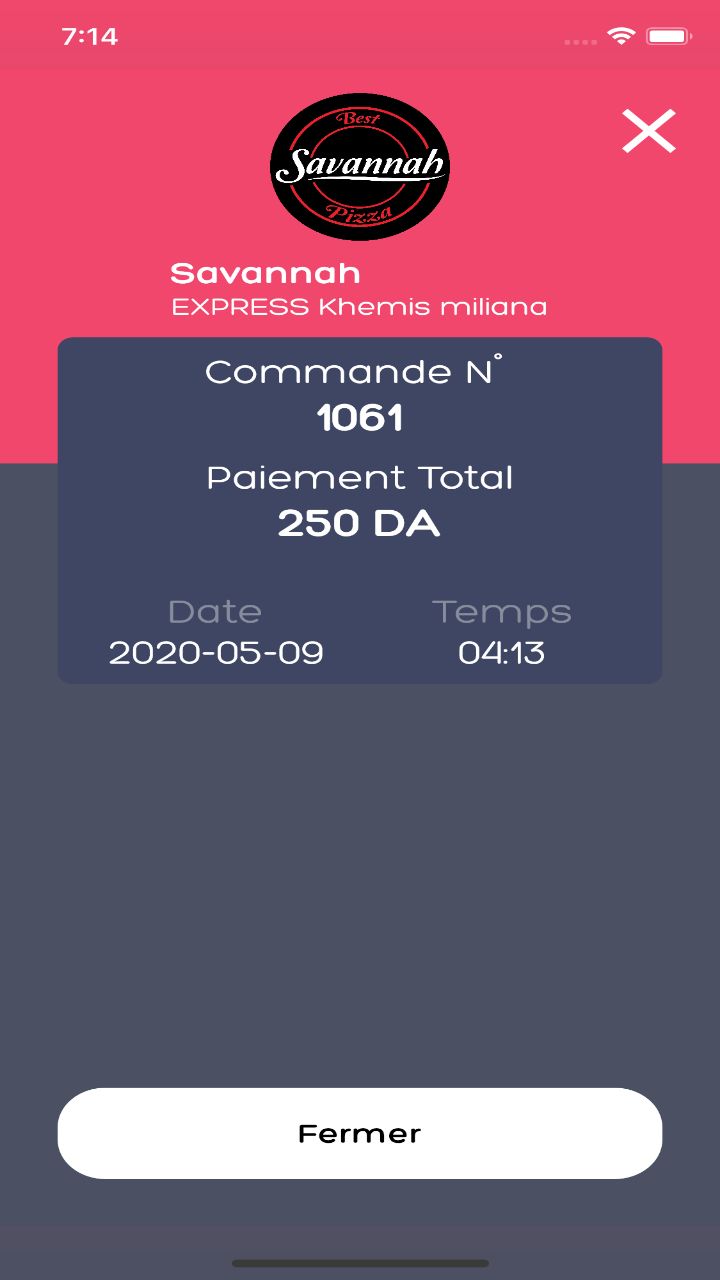 7:14
Best
Savannah
Pizza
Savannah
EXPRESS Khemis miliana
Commande N°
1061
Paiement Total
250 DA
Date
Temps
2020-05-09
04:13
Fermer